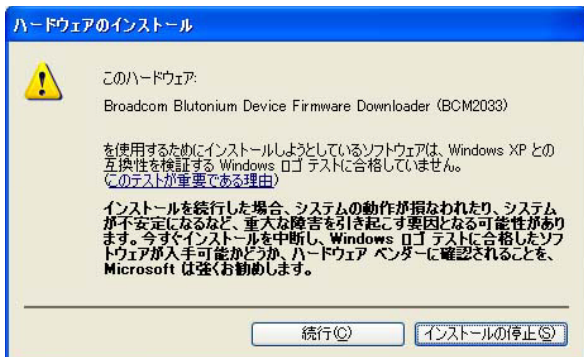 ハードウェアのインストール
このハードウェア:
Broadcom Blutonium Device Firmware Downloader (BCM2033)
を使用するためにインストールしようとしているソフトウェアは、Windows XP との
互換性を検証する Windows ロゴ テストに合格していません。
(このテストが重要である理由)
インストールを続行した場合、システムの動作が損なわれたり、システム
が不安定になるなど、重大な障害を引き起こす要因となる可能性があり
ます。今すぐインストールを中断し、Windows ロゴ テストに合格したソフ
トウェアが入手可能かどうか、ハードウェア ベンダーに確認されることを、
Microsoft は強くお勧めします。
続行(C)
インストールの停止(S)